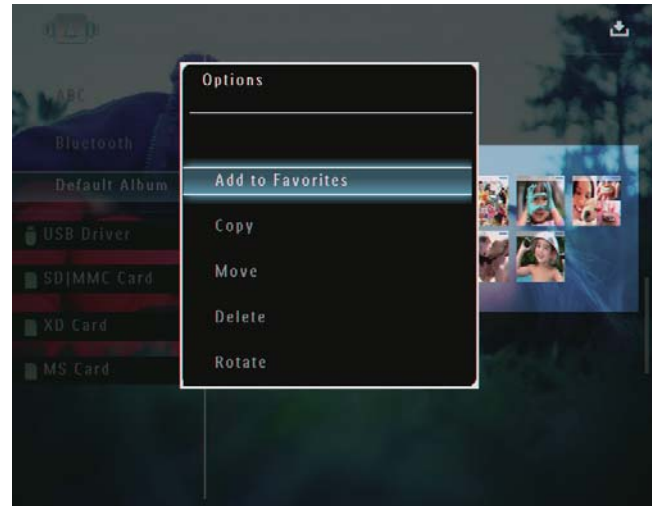 ABC
Bluetooth
Default Album
USB Driver
SD|MMC Card
XD Card
MS Card
Options
Add to Favorites
Copy
Move
Delete
Rotate